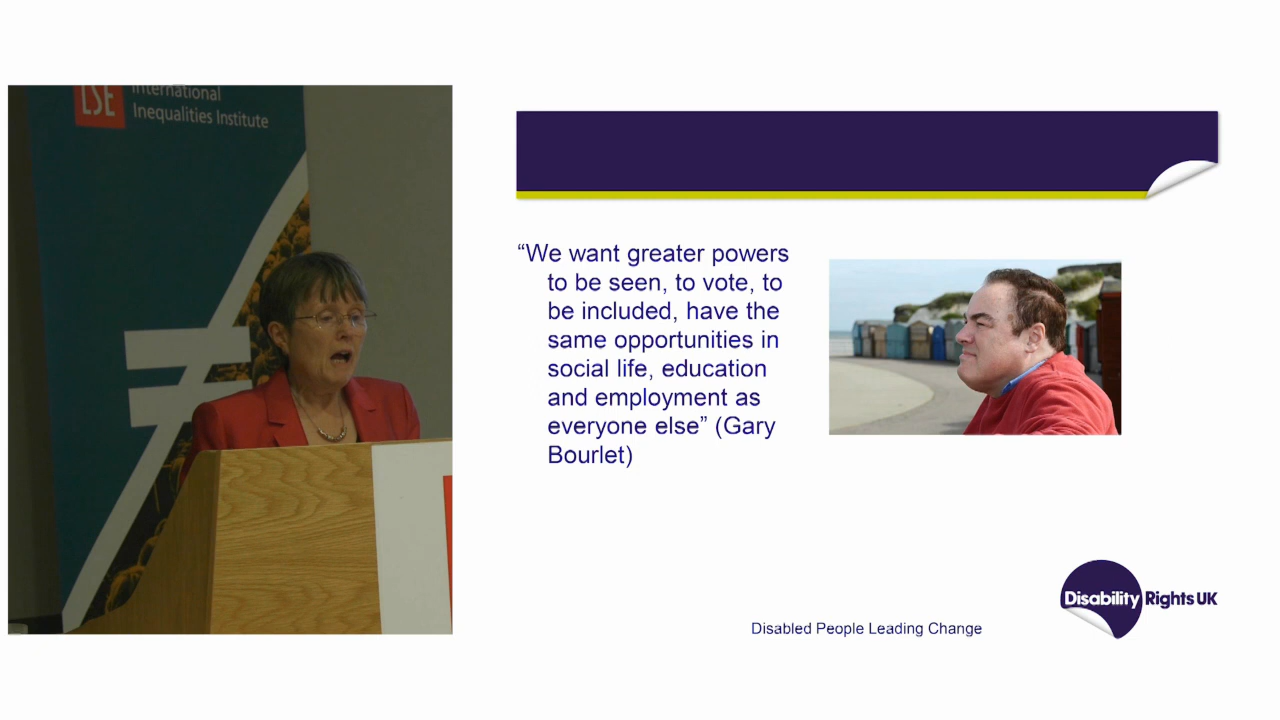 LSE
International
Inequalities Institute
“We want greater powers
to be seen, to vote, to
be included, have the
same opportunities in
social life, education
and employment as
everyone else” (Gary
Bourlet)
Disabled People Leading Change
Disability Rights UK